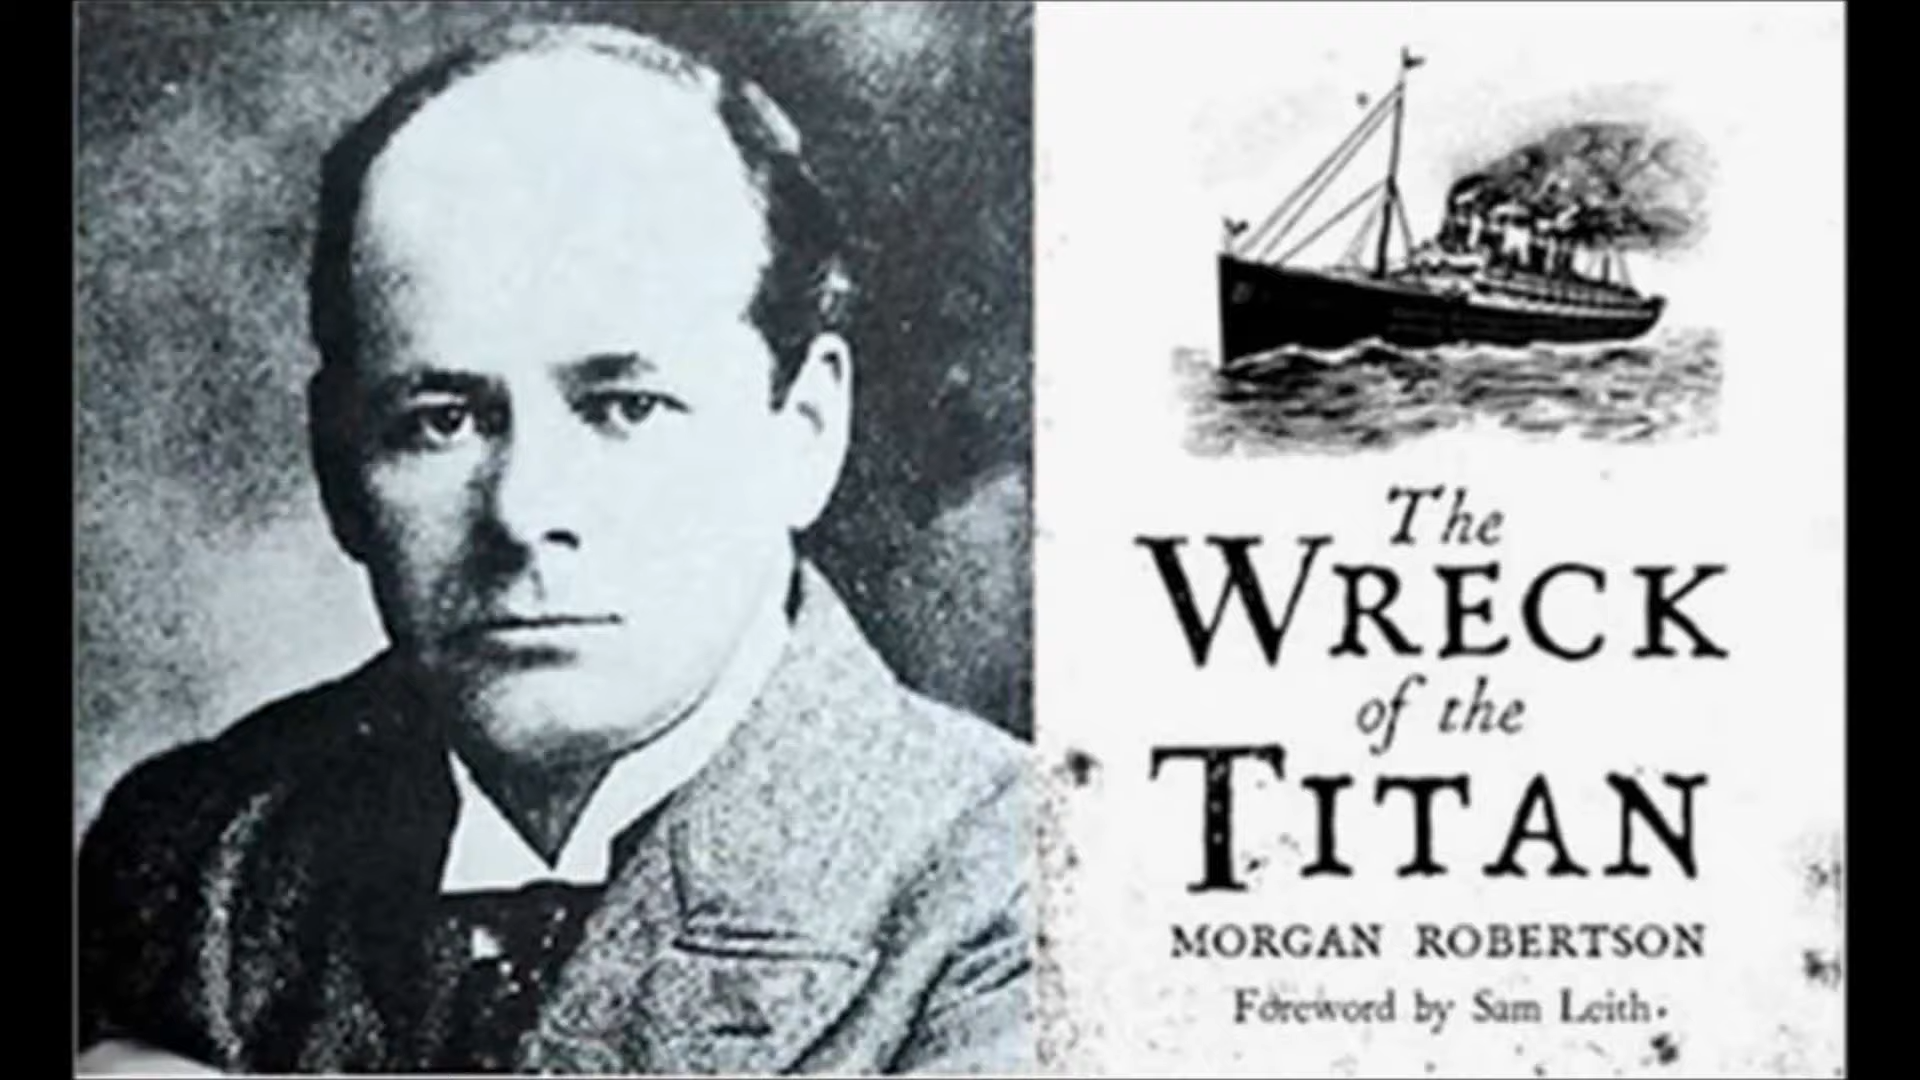 The
WRECK
of the
TITAN
MORGAN ROBERTSON
Foreword by Sam Leith